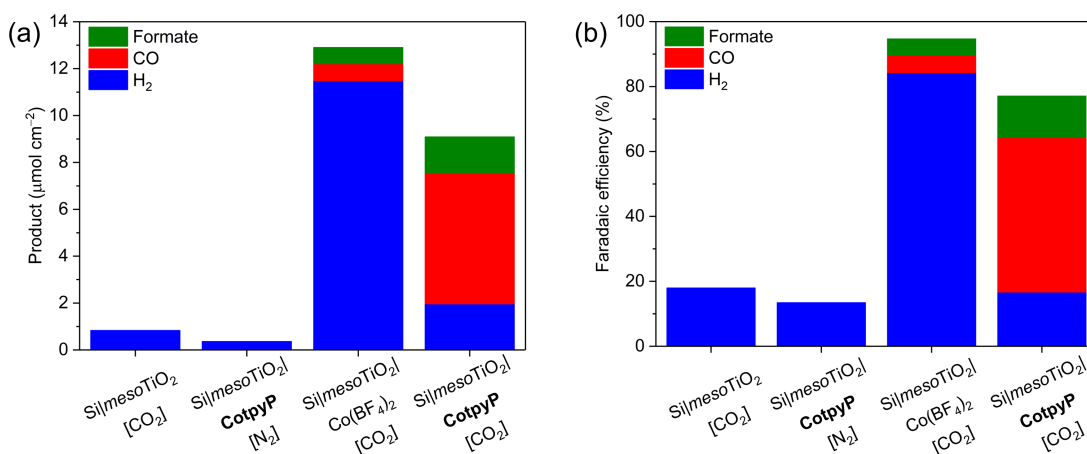 (a)
Formate
CO
H₂
Product (μmol cm⁻²)
14
12
10
8
6
4
2
0
Si|mesoTiO₂
[CO₂]
Si|mesoTiO₂|
CotpyP
[N₂]
Si|mesoTiO₂|
Co(BF₄)₂
[CO₂]
Si|mesoTiO₂|
CotpyP
[CO₂]
(b)
Formate
CO
H₂
Faradaic efficiency (%)
100
80
60
40
20
0
Si|mesoTiO₂
[CO₂]
Si|mesoTiO₂|
CotpyP
[N₂]
Si|mesoTiO₂|
Co(BF₄)₂
[CO₂]
Si|mesoTiO₂|
CotpyP
[CO₂]